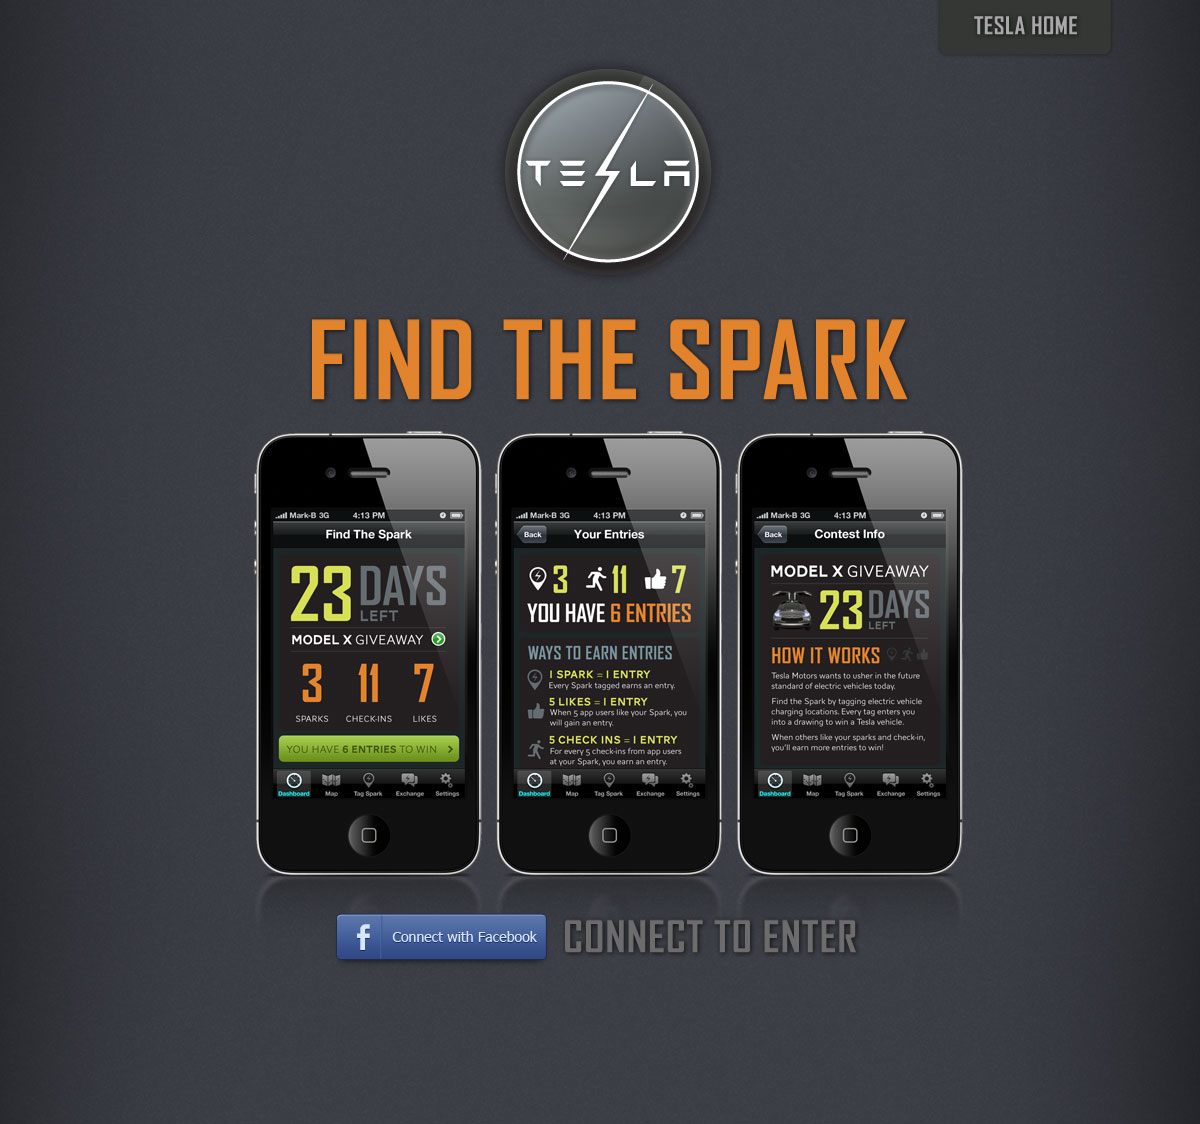 TESLA HOME
TESLA
FIND THE SPARK
Mark-B 3G 4:13 PM
Find The Spark
23 DAYS
LEFT
MODEL X GIVEAWAY
3 11 7
SPARKS CHECK-INS LIKES
YOU HAVE 6 ENTRIES TO WIN
Dashboard Map Tag Spark Exchange Settings
Mark-B 3G 4:13 PM
Back Your Entries
3 11 7
YOU HAVE 6 ENTRIES
WAYS TO EARN ENTRIES
1 SPARK = 1 ENTRY
Every Spark tagged earns an entry.
5 LIKES = 1 ENTRY
When 5 app users like your Spark, you
will gain an entry.
5 CHECK INS = 1 ENTRY
For every 5 check-ins from app users
at your Spark, you earn an entry.
Dashboard Map Tag Spark Exchange Settings
Mark-B 3G 4:13 PM
Back Contest Info
MODEL X GIVEAWAY
23 DAYS
LEFT
HOW IT WORKS
Tesla Motors wants to usher in the future
standard of electric vehicles today.
Find the Spark by tagging electric vehicle
charging locations. Every tag enters you
into a drawing to win a Tesla vehicle.
When others like your sparks and check-in,
you'll earn more entries to win!
Dashboard Map Tag Spark Exchange Settings
f Connect with Facebook CONNECT TO ENTER